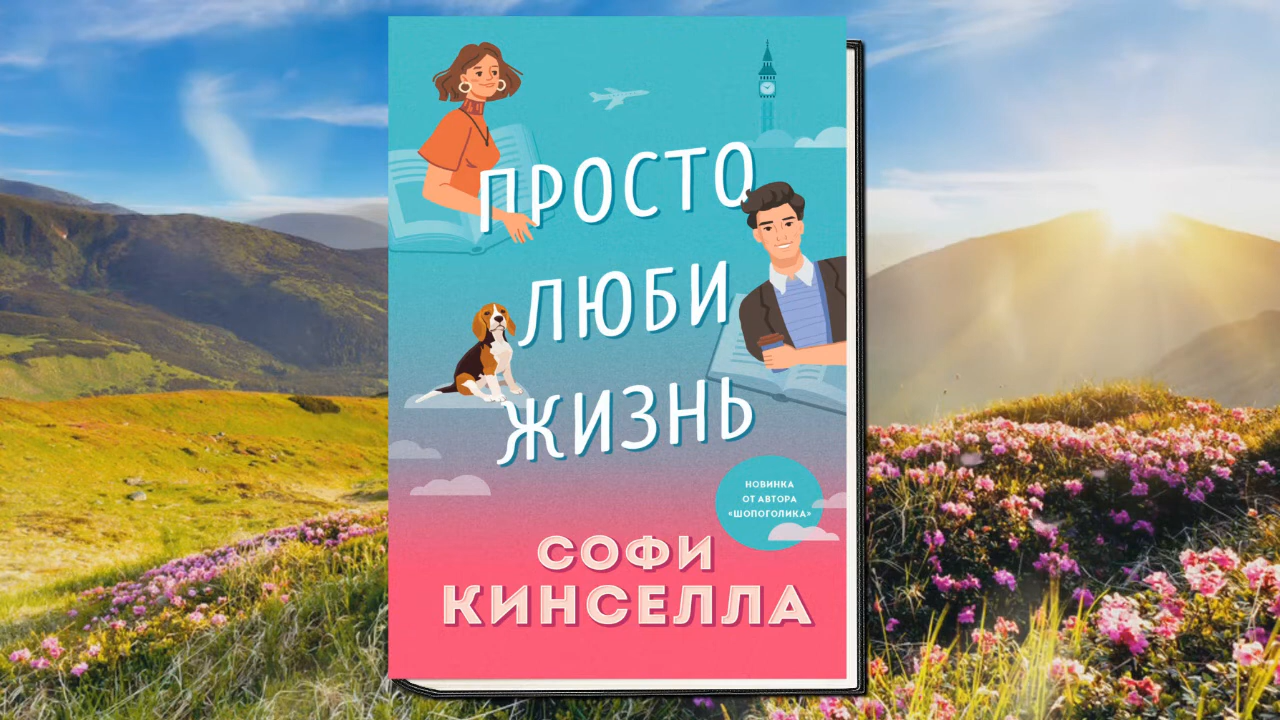 ПРОСТО
ЛЮБИ
ЖИЗНЬ
НОВИНКА
ОТ АВТОРА
«ШОПОГОЛИКА»
СОФИ
КИНСЕЛЛА